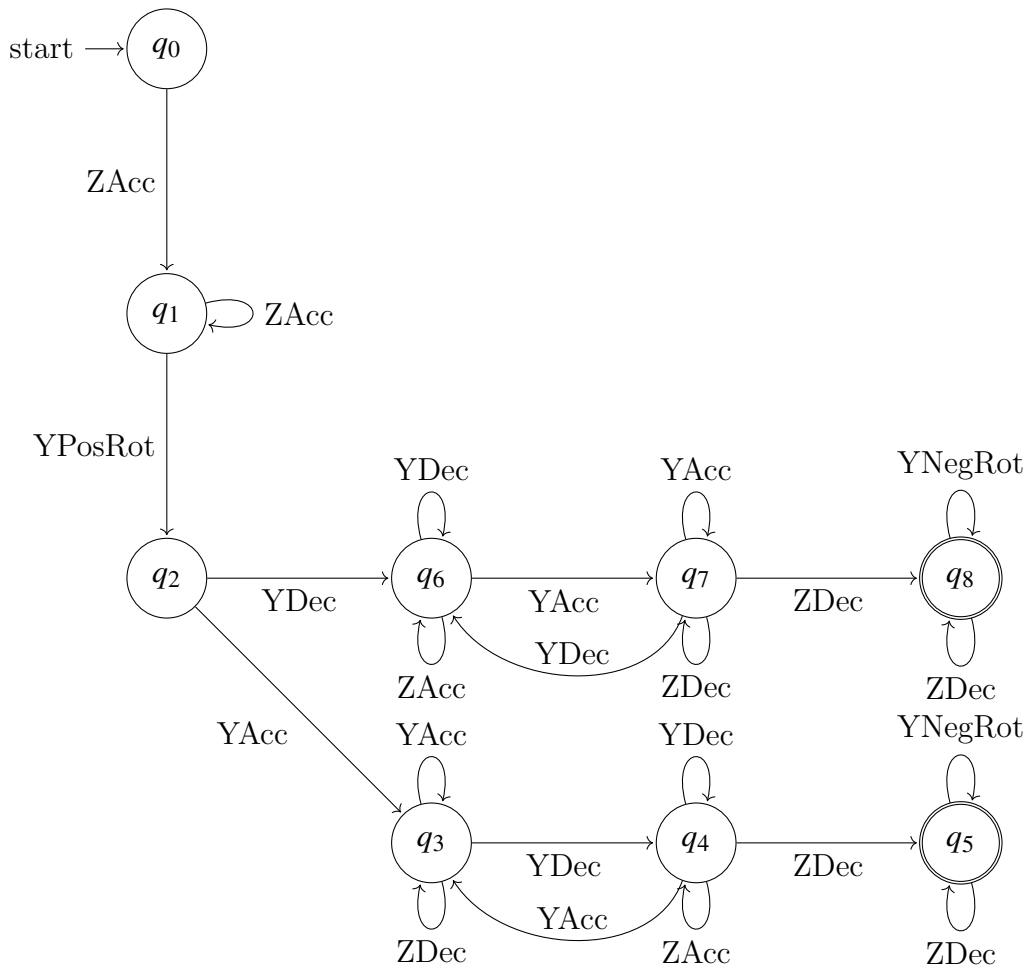 start
q0
ZAcc
q1
ZAcc
YPosRot
YDec
YAcc
YNegRot
q2
q6
q7
q8
YDec
YAcc
ZDec
YDec
ZAcc
ZDec
ZDec
YAcc
YAcc
YDec
YNegRot
q3
q4
q5
YDec
ZDec
YAcc
ZDec
ZAcc
ZDec